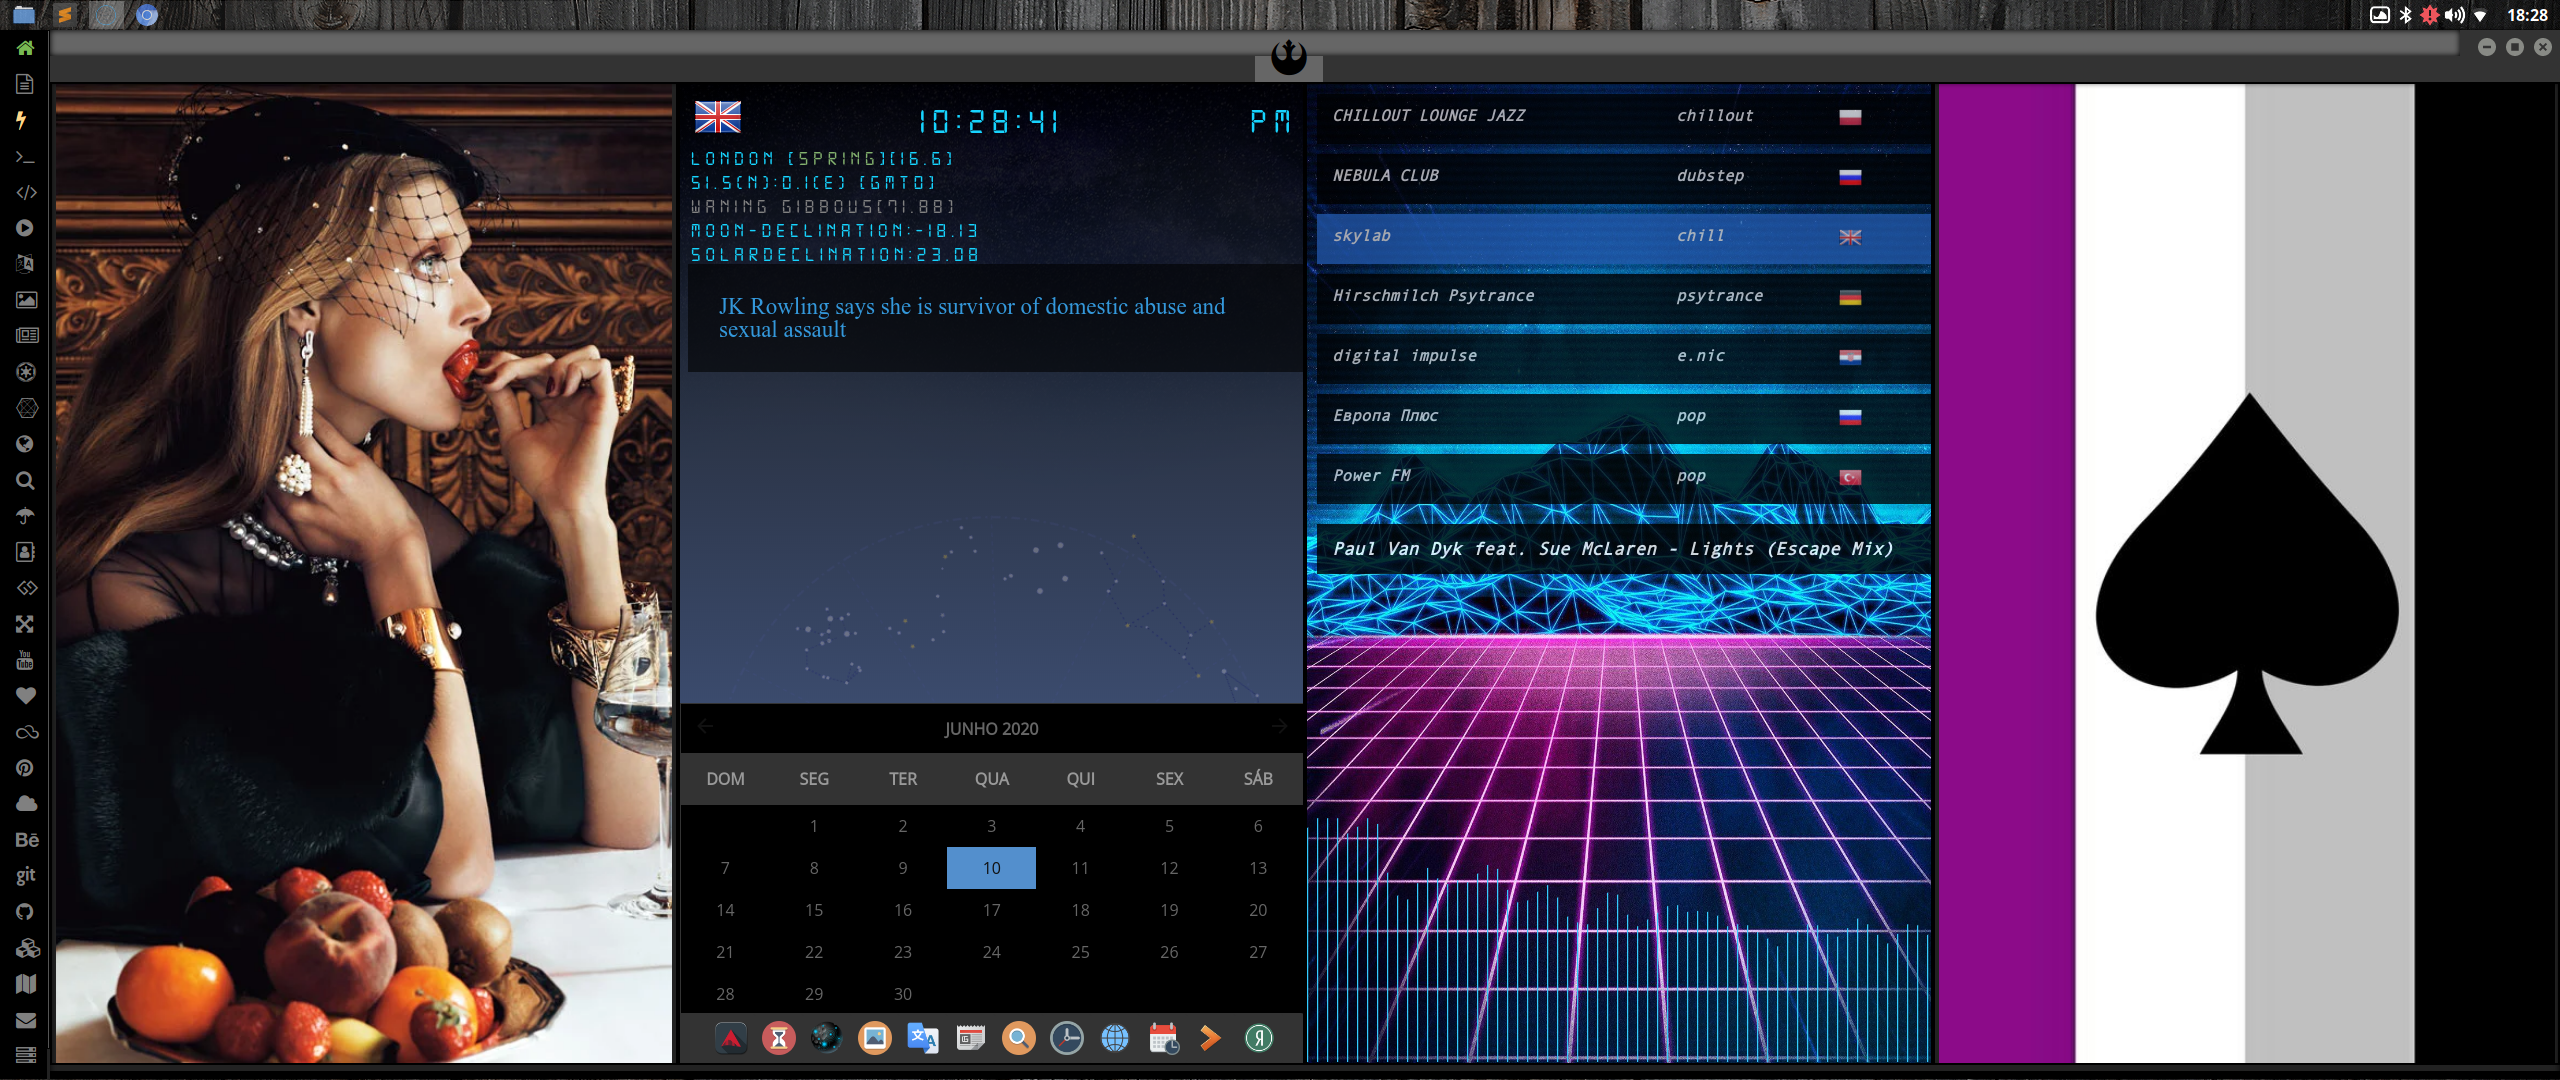 18:28
10:28:41 PM
LONDON [SPRING][16.6]
51.5(N):0.1(E) [GMT0]
WANING GIBBOUS[71.88]
MOON-DECLINATION:-18.13
SOLARDECLINATION:23.08
JK Rowling says she is survivor of domestic abuse and
sexual assault
JUNHO 2020
DOM SEG TER QUA QUI SEX SÁB
1 2 3 4 5 6
7 8 9 10 11 12 13
14 15 16 17 18 19 20
21 22 23 24 25 26 27
28 29 30
CHILLOUT LOUNGE JAZZ chillout
NEBULA CLUB dubstep
skylab chill
Hirschmilch Psytrance psytrance
digital impulse e.nic
Европа Плюс pop
Power FM pop
Paul Van Dyk feat. Sue McLaren - Lights (Escape Mix)
You
Tube
Bē
git
文 A
Я